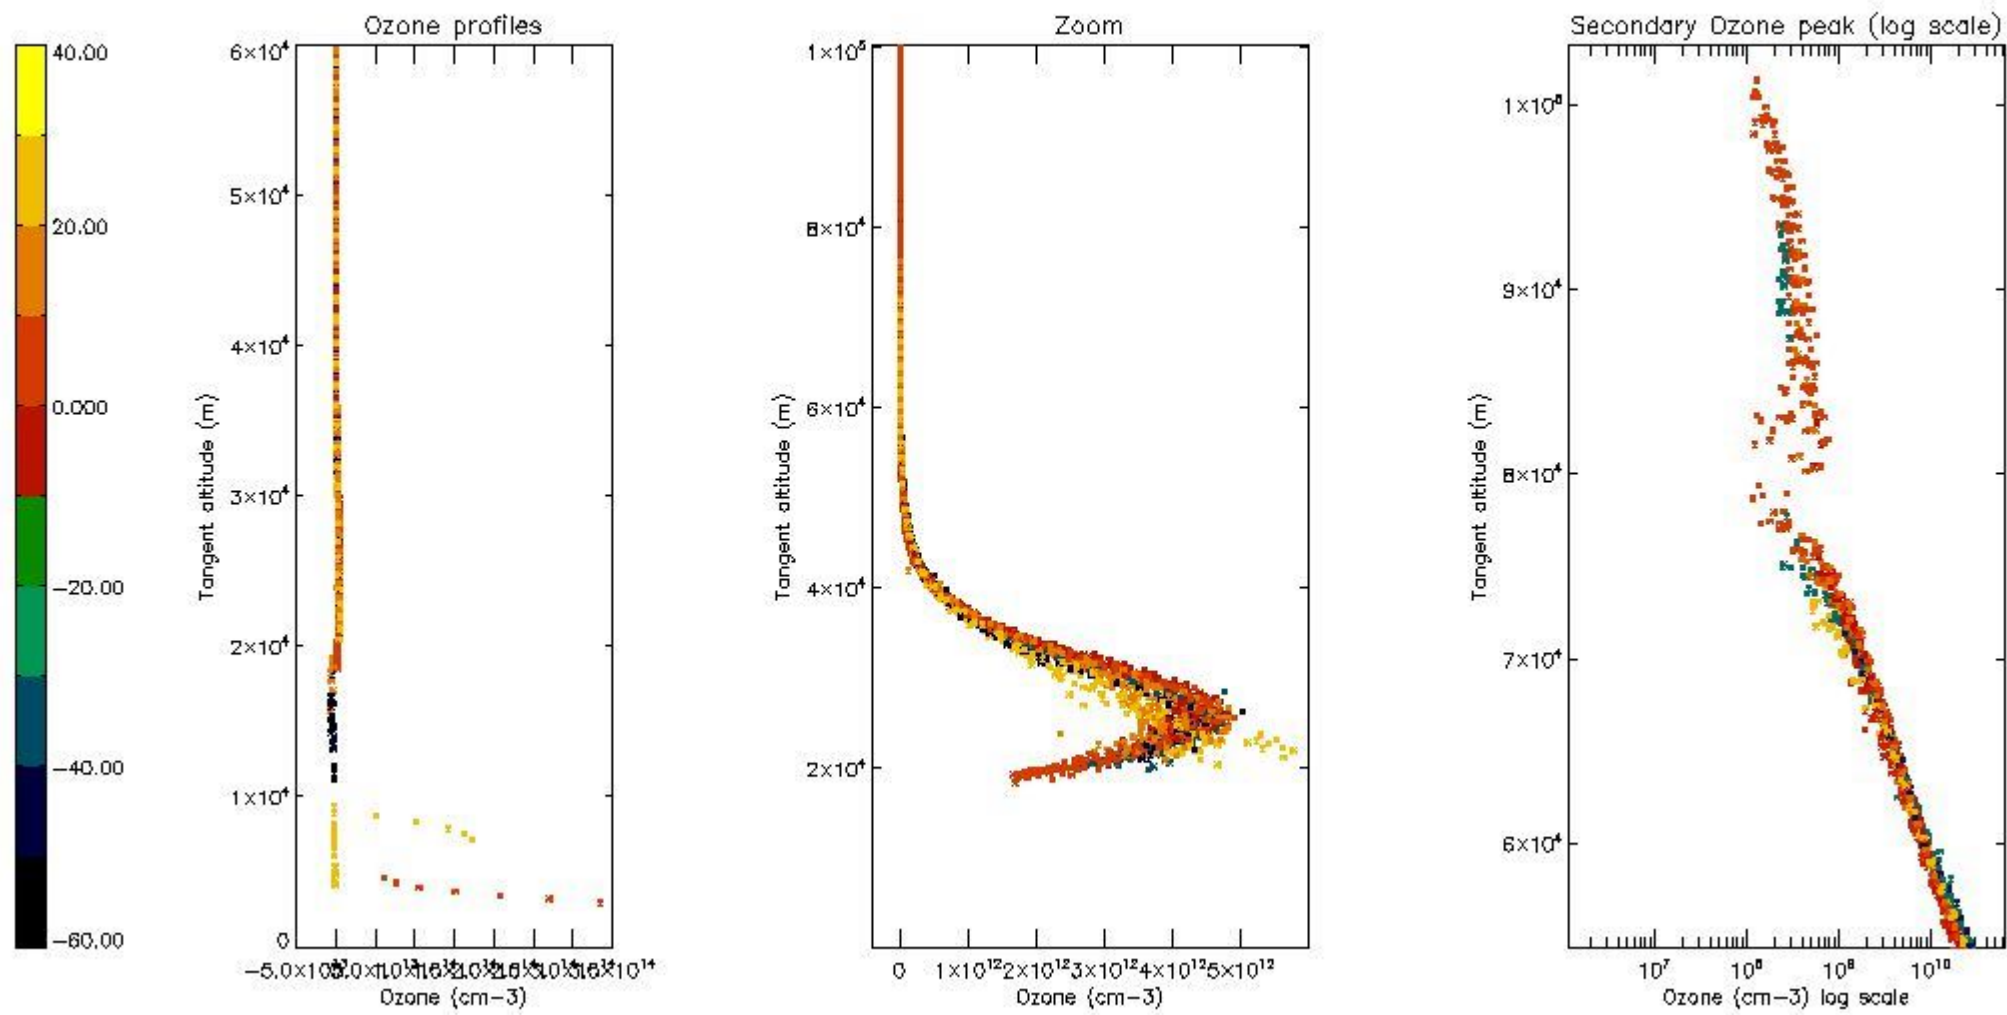 Ozone profiles
Zoom
Secondary Ozone peak (log scale)
40.00
20.00
0.000
−20.00
−40.00
−60.00
6×10⁴
5×10⁴
4×10⁴
3×10⁴
2×10⁴
1×10⁴
0
Tangent altitude (m)
Ozone (cm−3)
1×10⁵
8×10⁴
6×10⁴
4×10⁴
2×10⁴
Tangent altitude (m)
0 1×10¹² 2×10¹² 3×10¹² 4×10¹² 5×10¹²
Ozone (cm−3)
9×10⁴
8×10⁴
7×10⁴
6×10⁴
Tangent altitude (m)
10⁷ 10¹⁰
Ozone (cm−3) log scale